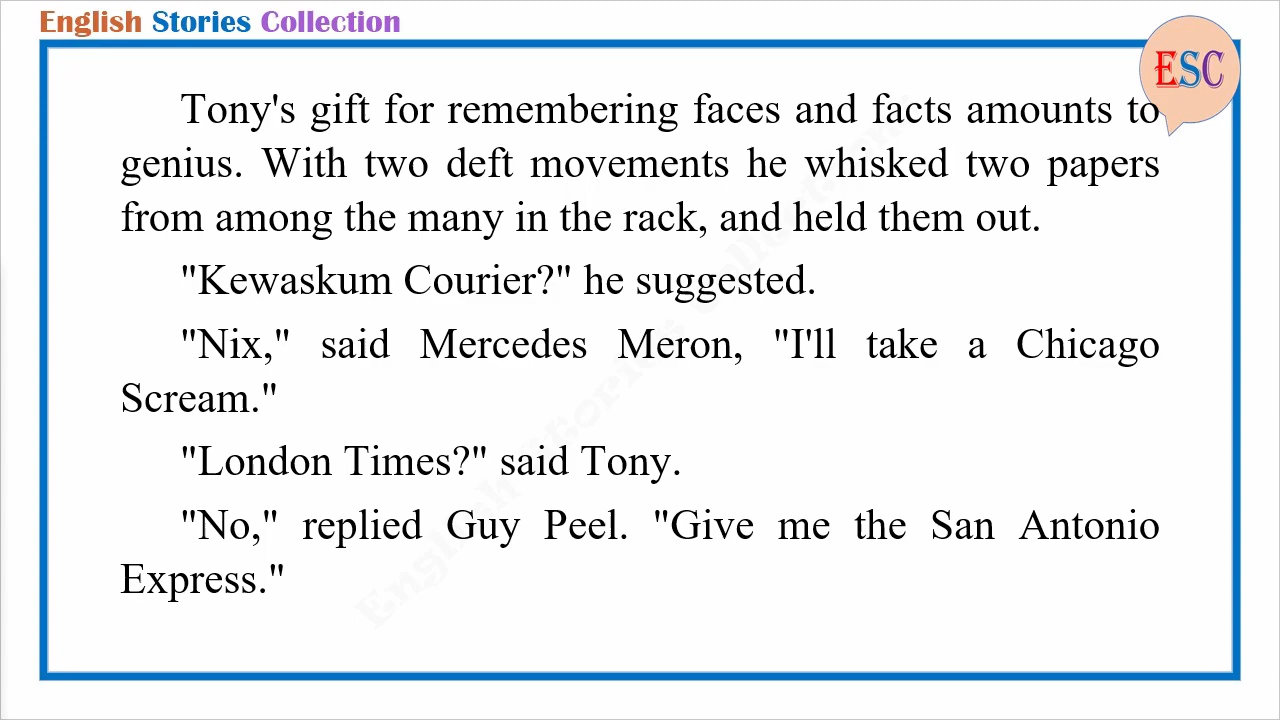 English Stories Collection
ESC
Tony's gift for remembering faces and facts amounts to
genius. With two deft movements he whisked two papers
from among the many in the rack, and held them out.
"Kewaskum Courier?" he suggested.
"Nix," said Mercedes Meron, "I'll take a Chicago
Scream."
"London Times?" said Tony.
"No," replied Guy Peel. "Give me the San Antonio
Express."
English Stories Collection